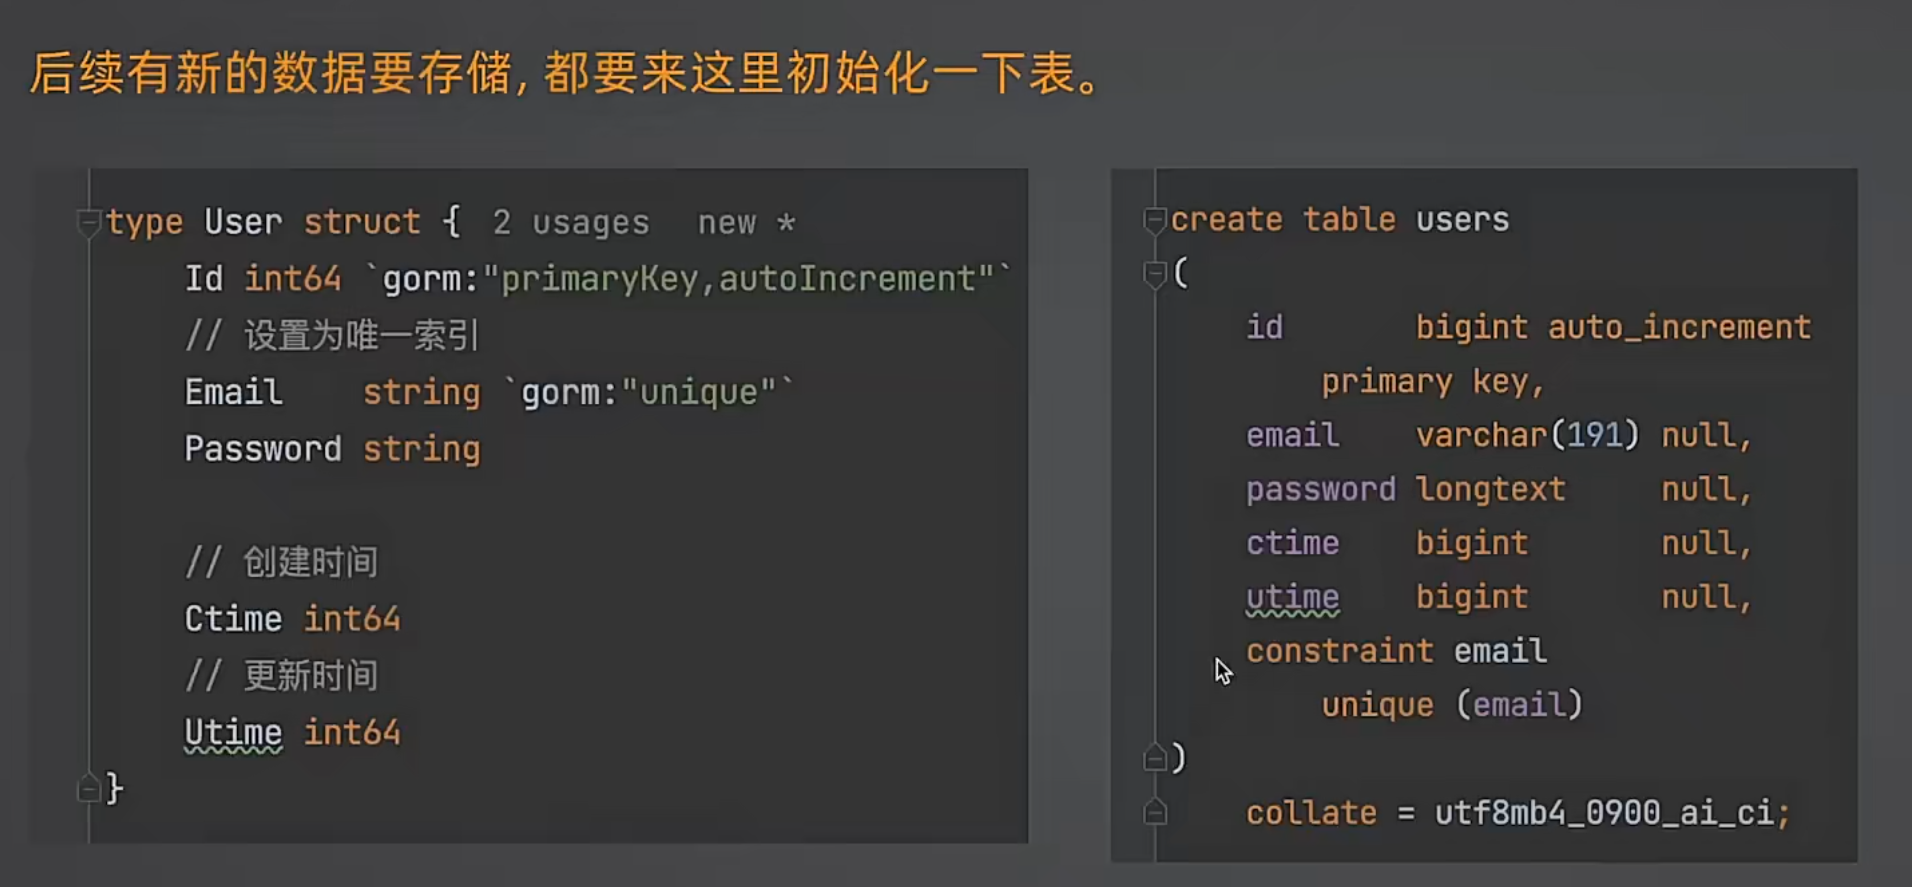 后续有新的数据要存储, 都要来这里初始化一下表。
type User struct { 2 usages new *
Id int64 `gorm:"primaryKey,autoIncrement"`
// 设置为唯一索引
Email string `gorm:"unique"`
Password string
// 创建时间
Ctime int64
// 更新时间
Utime int64
}
create table users
(
id bigint auto_increment
primary key,
email varchar(191) null,
password longtext null,
ctime bigint null,
utime bigint null,
constraint email
unique (email)
)
collate = utf8mb4_0900_ai_ci;